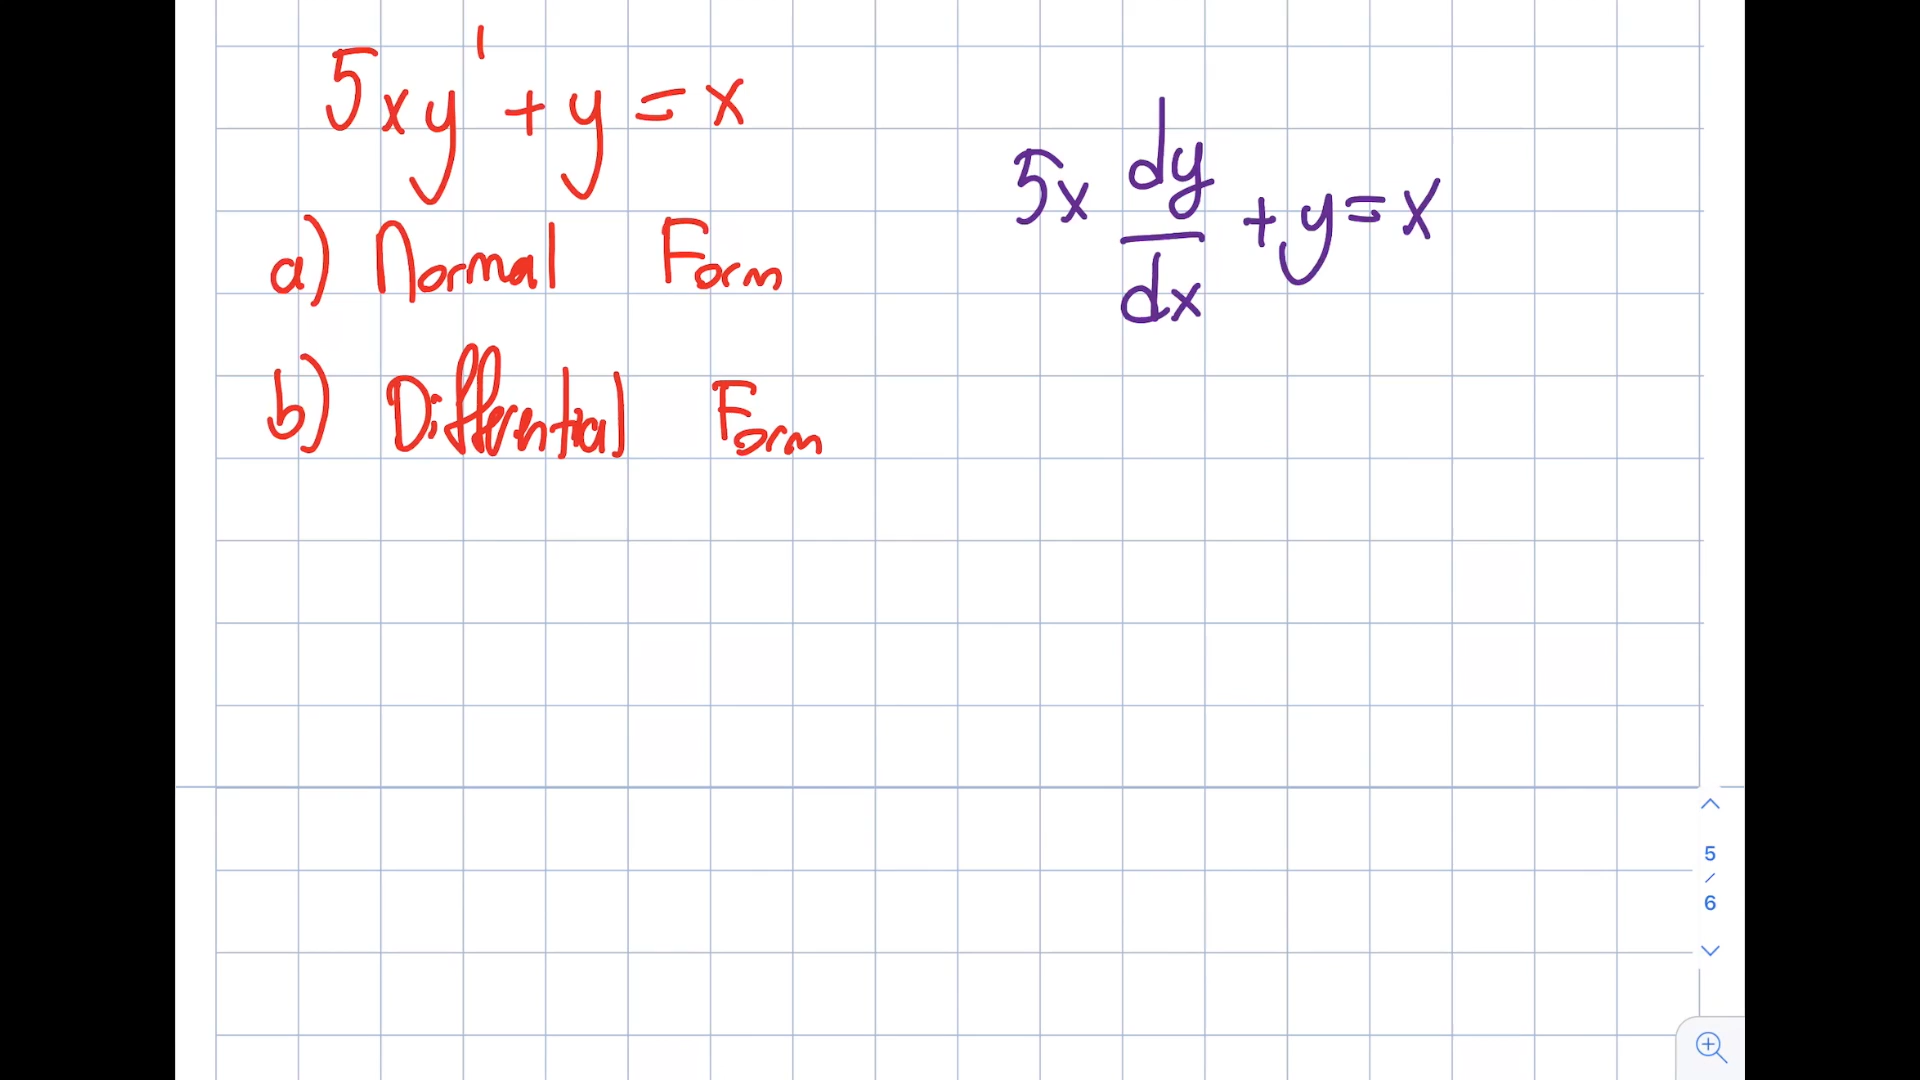 5xy' + y = x
a) Normal Form
b) Differential Form
5x dy/dx + y = x
5
/
6